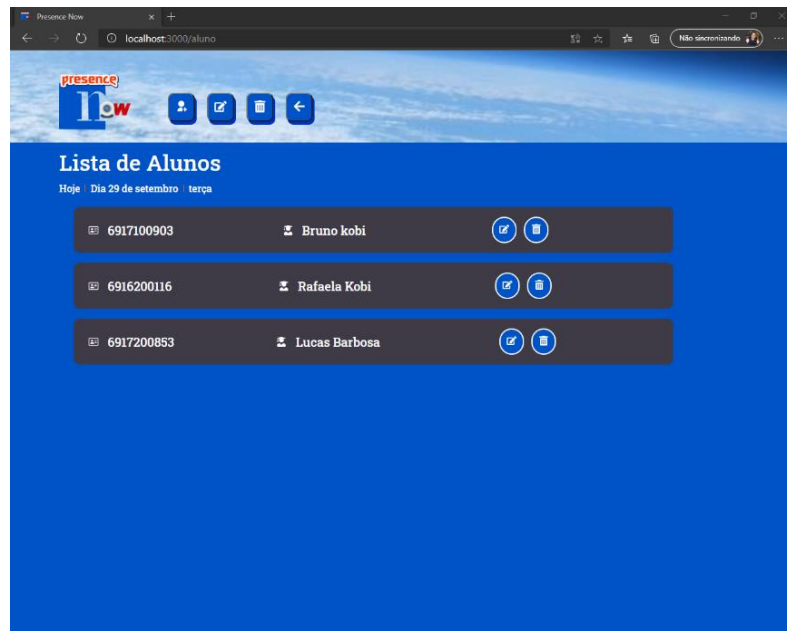 Presence Now
localhost:3000/aluno
Não sincronizando
presence
now
Lista de Alunos
Hoje | Dia 29 de setembro | terça
6917100903 Bruno kobi
6916200116 Rafaela Kobi
6917200853 Lucas Barbosa